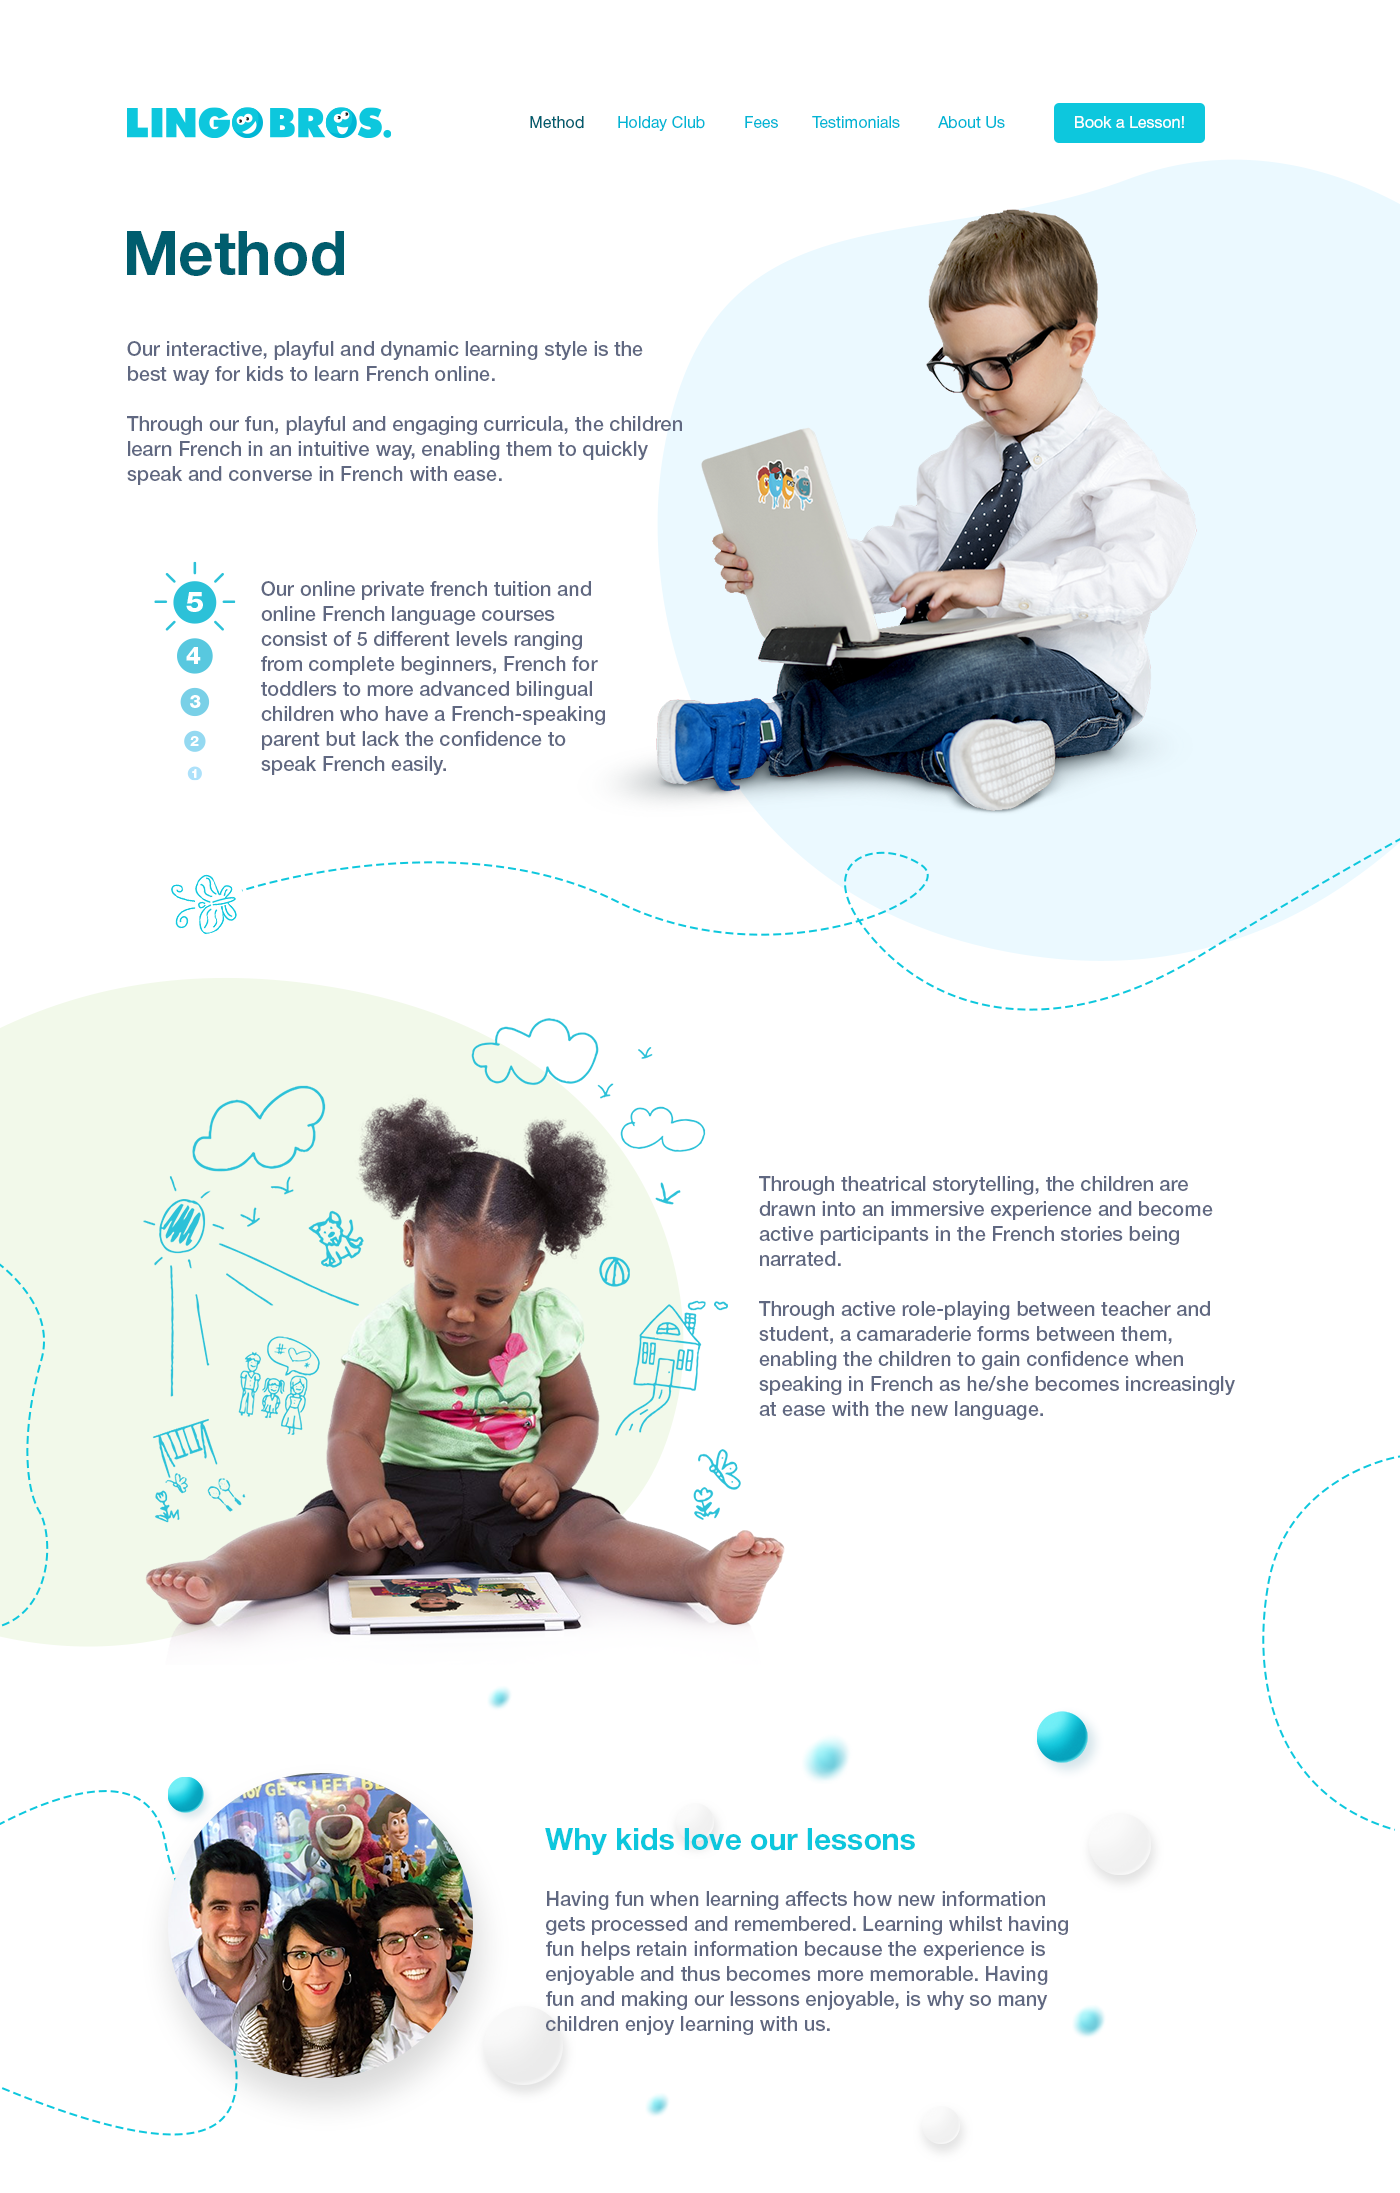 LINGO BROS.
Method
Holday Club
Fees
Testimonials
About Us
Book a Lesson!
Method
Our interactive, playful and dynamic learning style is the
best way for kids to learn French online.
Through our fun, playful and engaging curricula, the children
learn French in an intuitive way, enabling them to quickly
speak and converse in French with ease.
5
4
3
2
1
Our online private french tuition and
online French language courses
consist of 5 different levels ranging
from complete beginners, French for
toddlers to more advanced bilingual
children who have a French-speaking
parent but lack the confidence to
speak French easily.
Through theatrical storytelling, the children are
drawn into an immersive experience and become
active participants in the French stories being
narrated.
Through active role-playing between teacher and
student, a camaraderie forms between them,
enabling the children to gain confidence when
speaking in French as he/she becomes increasingly
at ease with the new language.
GETS LEFT
Why kids love our lessons
Having fun when learning affects how new information
gets processed and remembered. Learning whilst having
fun helps retain information because the experience is
enjoyable and thus becomes more memorable. Having
fun and making our lessons enjoyable, is why so many
children enjoy learning with us.